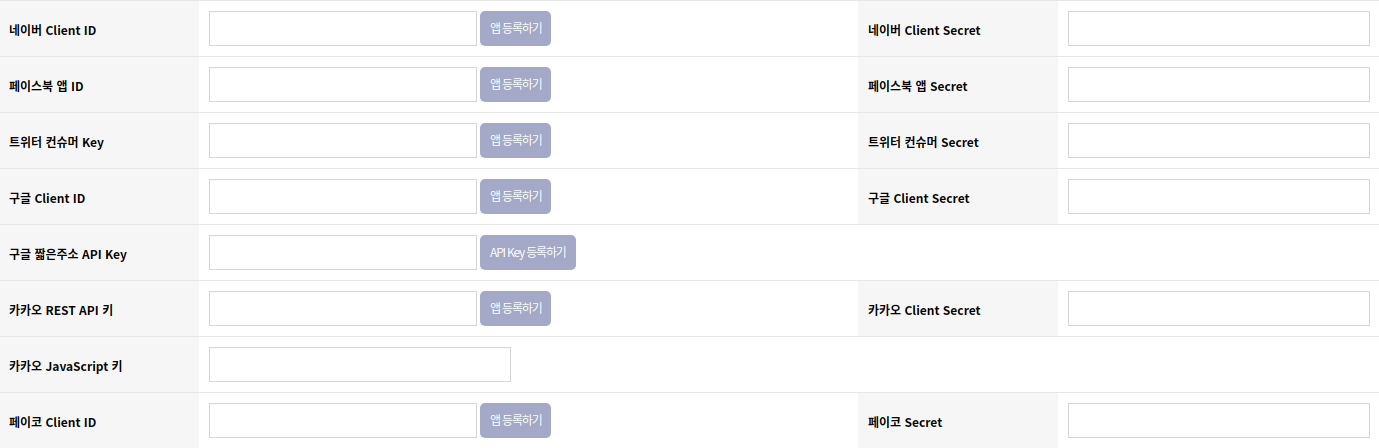 네이버 Client ID 앱 등록하기 네이버 Client Secret
페이스북 앱 ID 앱 등록하기 페이스북 앱 Secret
트위터 컨슈머 Key 앱 등록하기 트위터 컨슈머 Secret
구글 Client ID 앱 등록하기 구글 Client Secret
구글 짧은주소 API Key API Key 등록하기
카카오 REST API 키 앱 등록하기 카카오 Client Secret
카카오 JavaScript 키
페이코 Client ID 앱 등록하기 페이코 Secret